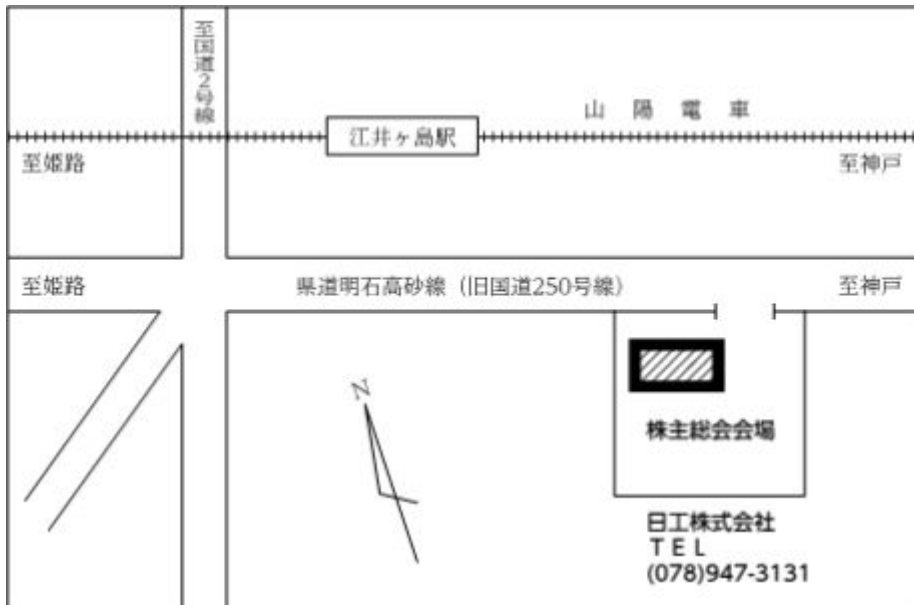 至国道2号線
山陽電車
江井ヶ島駅
至姫路
至神戸
至姫路
県道明石高砂線（旧国道250号線）
至神戸
N
株主総会会場
日工株式会社
ＴＥＬ
(078)947-3131